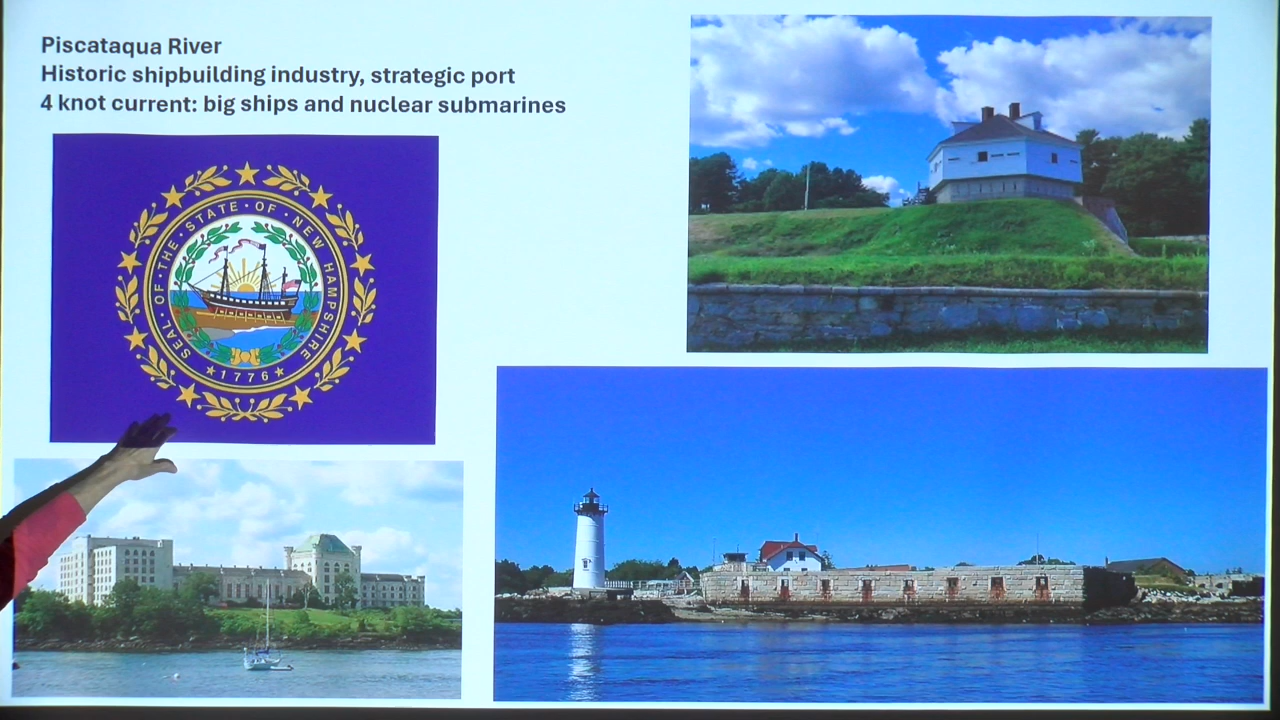 Piscataqua River
Historic shipbuilding industry, strategic port
4 knot current: big ships and nuclear submarines
SEAL · OF · THE · STATE · OF · NEW HAMPSHIRE
1776